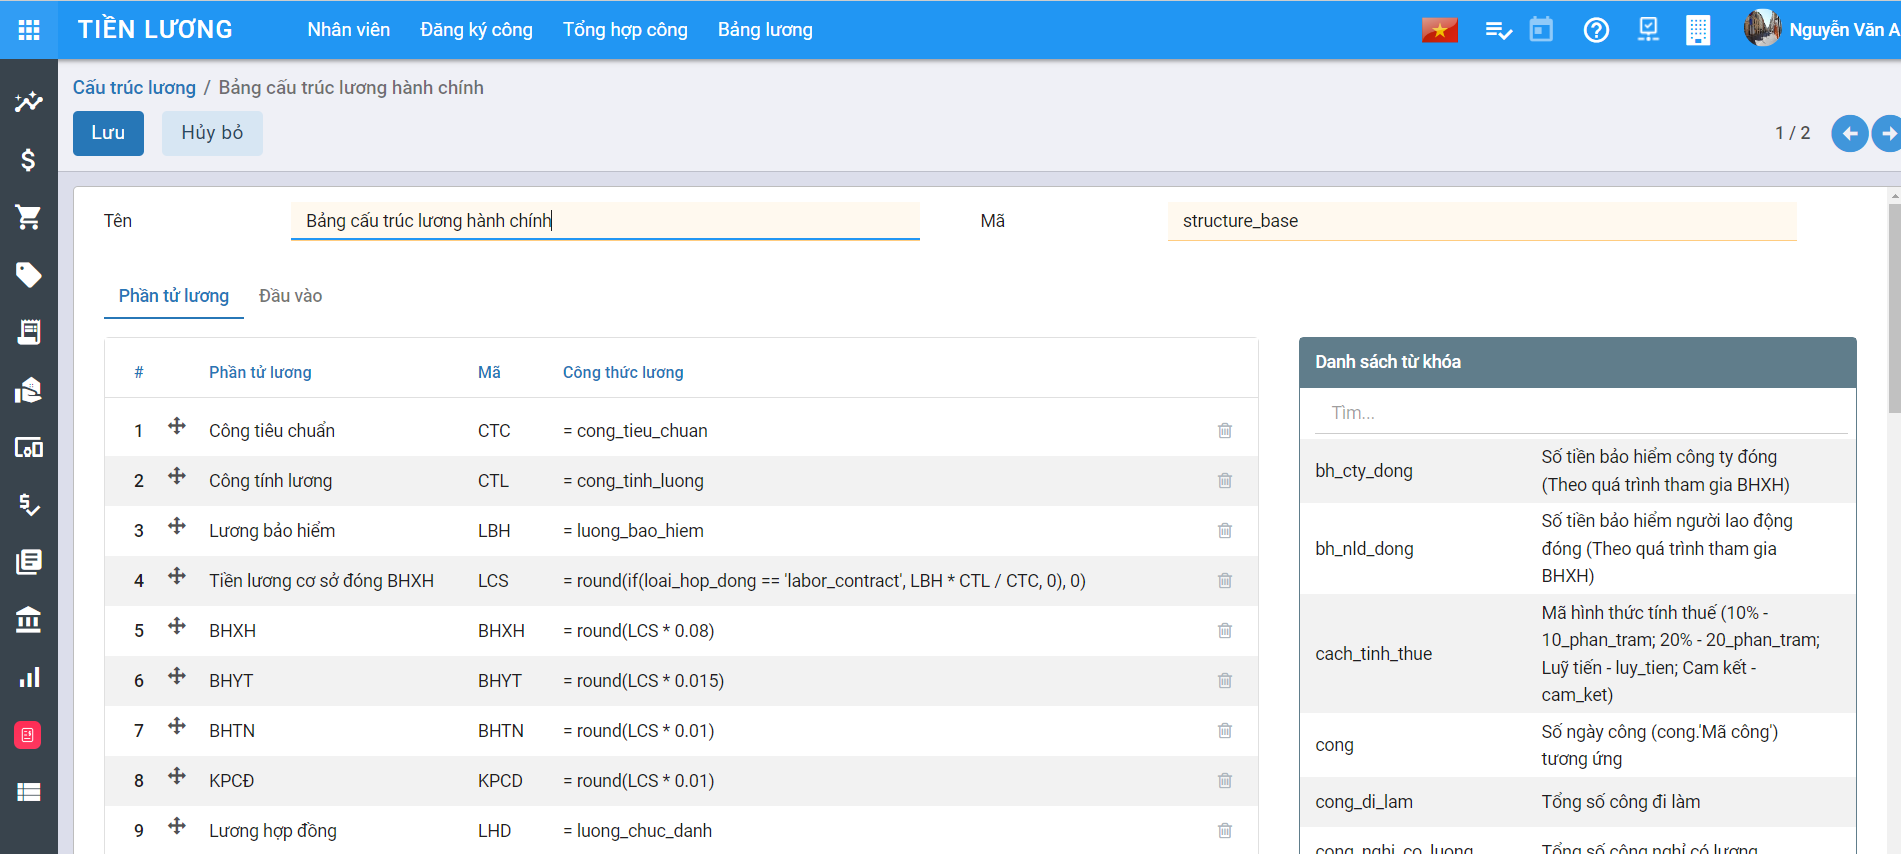 TIỀN LƯƠNG Nhân viên Đăng ký công Tổng hợp công Bảng lương Nguyễn Văn A
Cấu trúc lương / Bảng cấu trúc lương hành chính
Lưu Hủy bỏ 1 / 2
Tên Bảng cấu trúc lương hành chính Mã structure_base
Phần tử lương Đầu vào
# Phần tử lương Mã Công thức lương
1 Công tiêu chuẩn CTC = cong_tieu_chuan
2 Công tính lương CTL = cong_tinh_luong
3 Lương bảo hiểm LBH = luong_bao_hiem
4 Tiền lương cơ sở đóng BHXH LCS = round(if(loai_hop_dong == 'labor_contract', LBH * CTL / CTC, 0), 0)
5 BHXH BHXH = round(LCS * 0.08)
6 BHYT BHYT = round(LCS * 0.015)
7 BHTN BHTN = round(LCS * 0.01)
8 KPCĐ KPCD = round(LCS * 0.01)
9 Lương hợp đồng LHD = luong_chuc_danh
Danh sách từ khóa
Tìm...
bh_cty_dong Số tiền bảo hiểm công ty đóng
(Theo quá trình tham gia BHXH)
bh_nld_dong Số tiền bảo hiểm người lao động
đóng (Theo quá trình tham gia
BHXH)
cach_tinh_thue Mã hình thức tính thuế (10% -
10_phan_tram; 20% - 20_phan_tram;
Luỹ tiến - luy_tien; Cam kết -
cam_ket)
cong Số ngày công (cong.'Mã công')
tương ứng
cong_di_lam Tổng số công đi làm
cong_nghi_co_luong Tổng số công nghỉ có lương